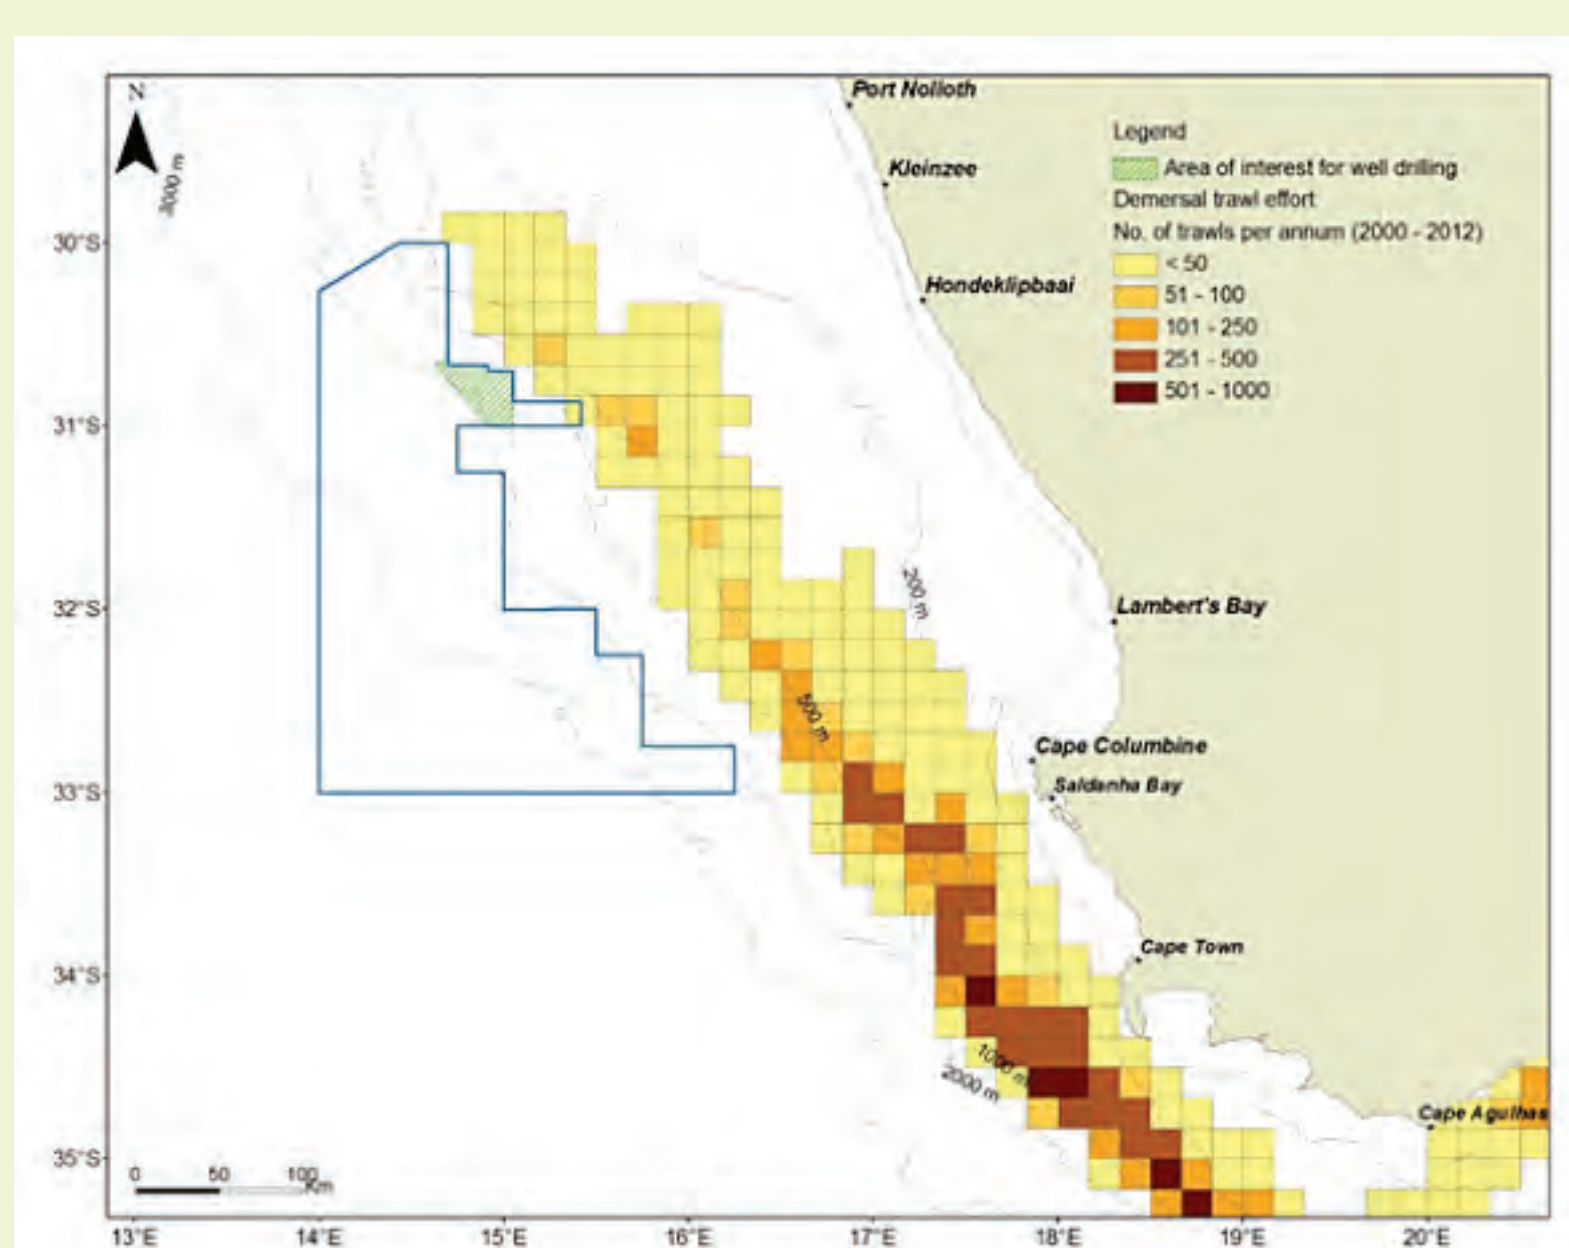 N
3000 m
Port Nolloth
Kleinzee
Hondeklipbaai
Lambert's Bay
Cape Columbine
Saldanha Bay
Cape Town
Cape Agulhas
Legend
Area of interest for well drilling
Demersal trawl effort
No. of trawls per annum (2000 - 2012)
< 50
51 - 100
101 - 250
251 - 500
501 - 1000
200 m
500 m
1000 m
2000 m
30°S
31°S
32°S
33°S
34°S
35°S
0 50 100
Km
13°E 14°E 15°E 16°E 17°E 18°E 19°E 20°E